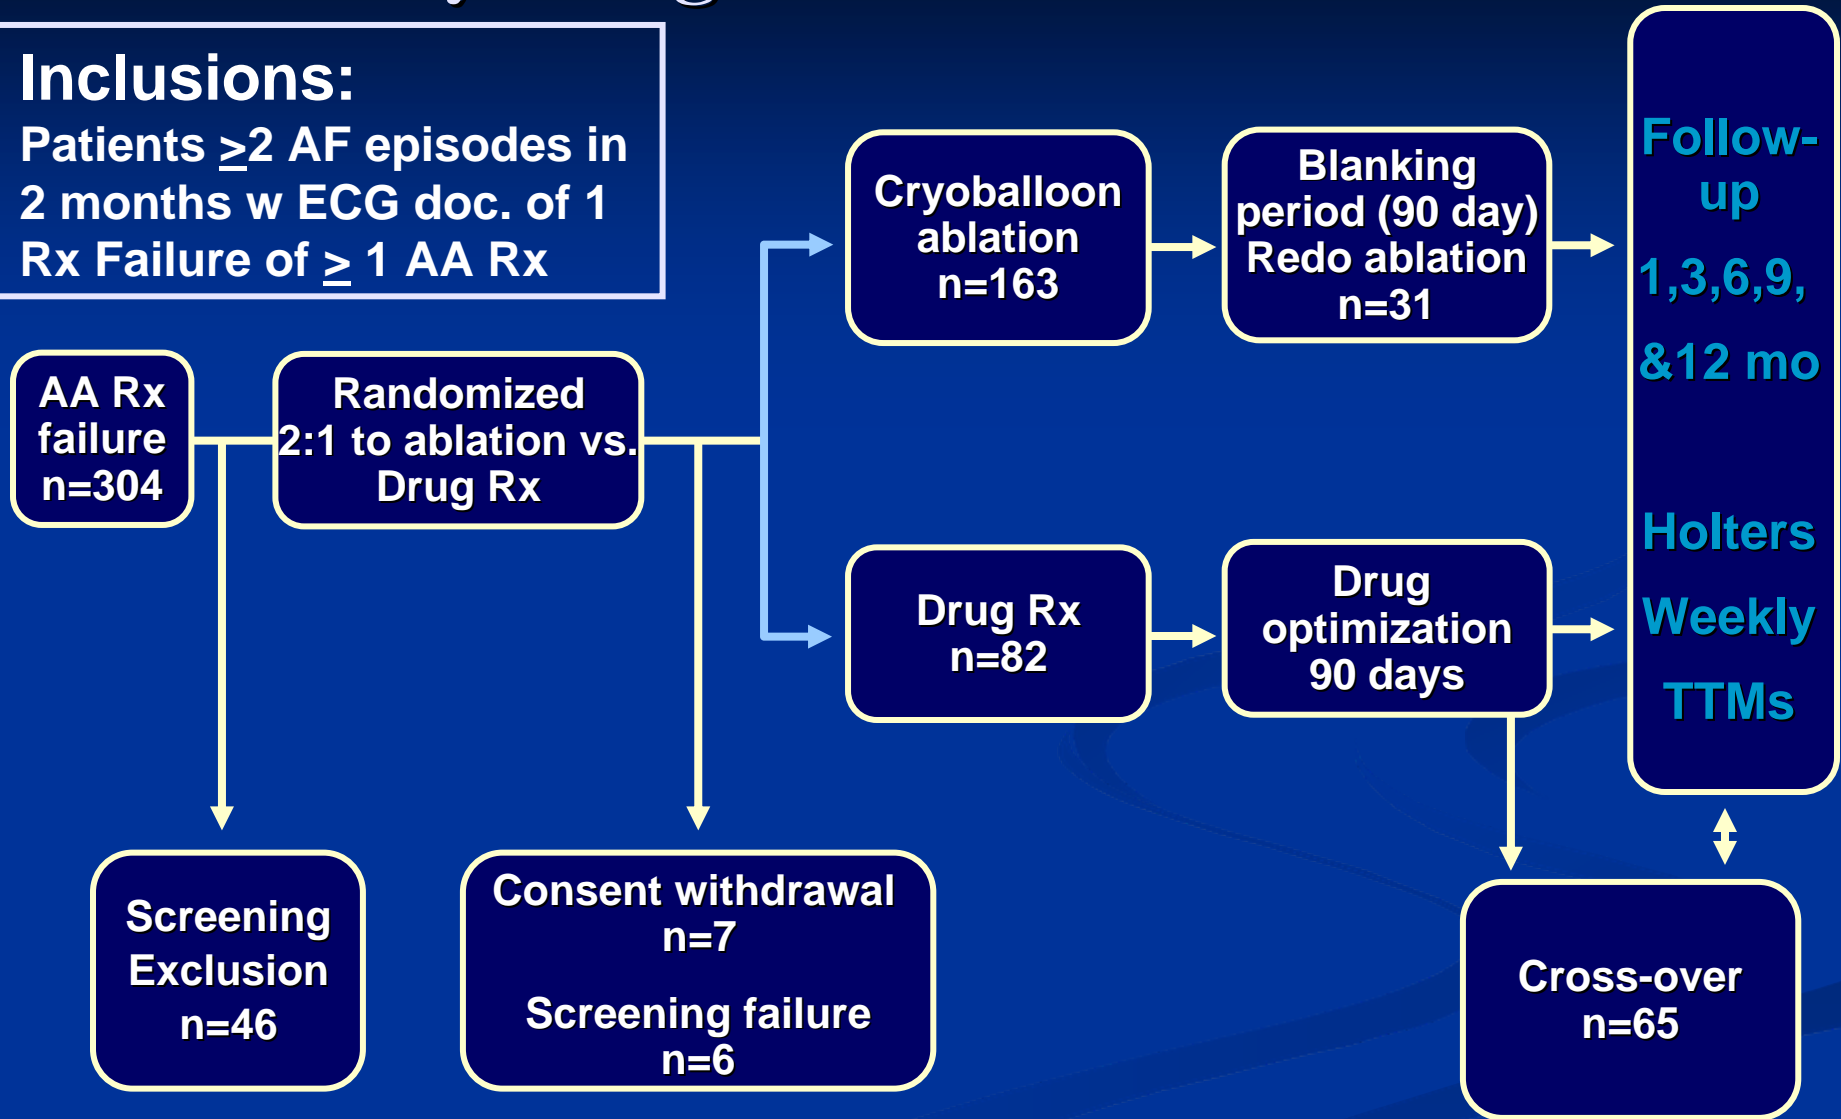 Inclusions:
Patients >2 AF episodes in
2 months w ECG doc. of 1
Rx Failure of > 1 AA Rx
AA Rx
failure
n=304
Randomized
2:1 to ablation vs.
Drug Rx
Cryoballoon
ablation
n=163
Blanking
period (90 day)
Redo ablation
n=31
Drug Rx
n=82
Drug
optimization
90 days
Follow-
up
1,3,6,9,
&12 mo
Holters
Weekly
TTMs
Screening
Exclusion
n=46
Consent withdrawal
n=7
Screening failure
n=6
Cross-over
n=65